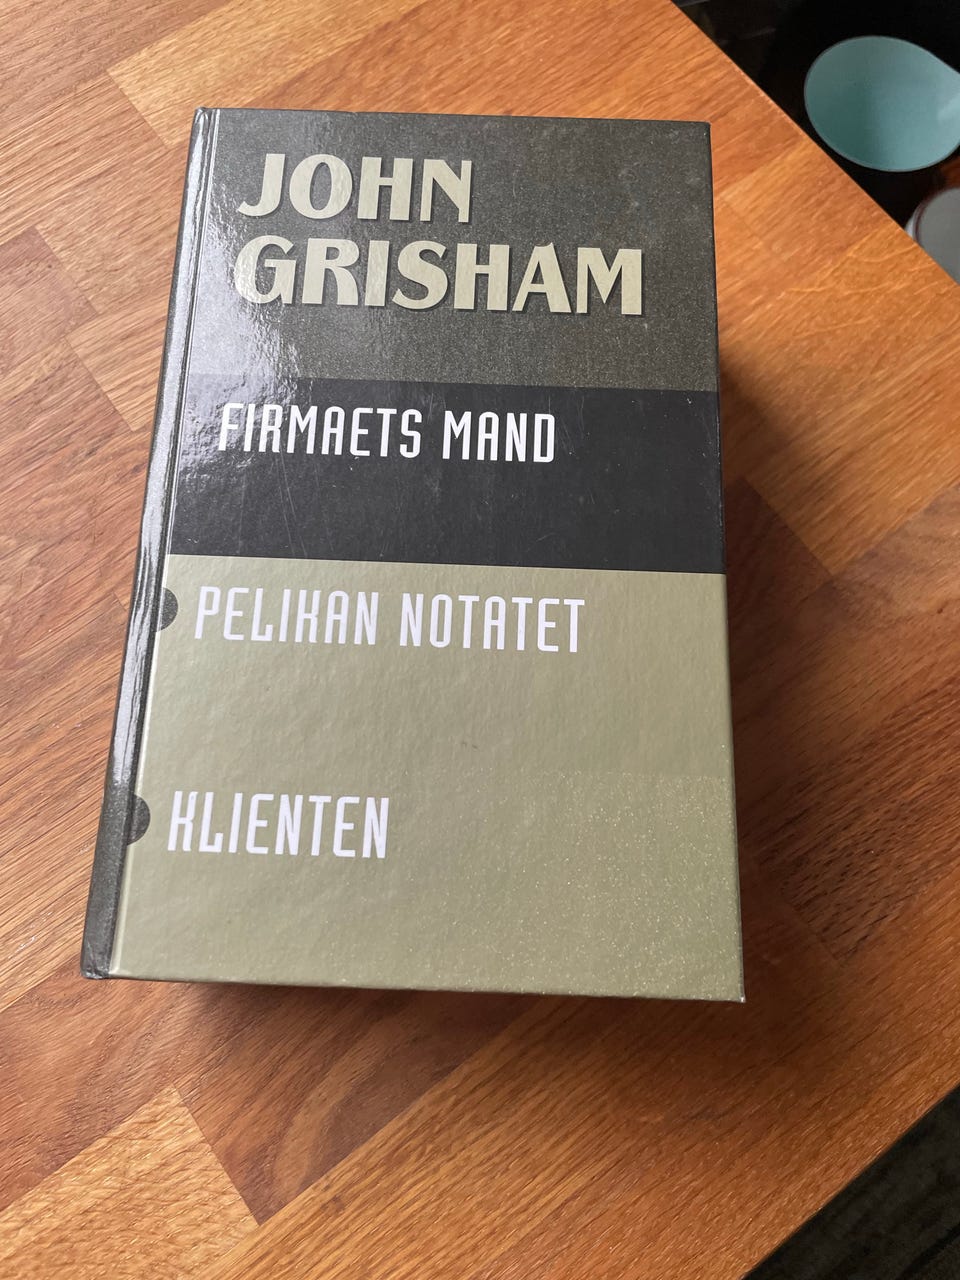 JOHN
GRISHAM
FIRMAETS MAND
PELIKAN NOTATET
KLIENTEN